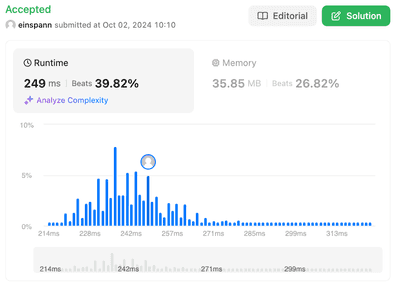 Accepted
einspann submitted at Oct 02, 2024 10:10
Editorial
Solution
Runtime
249 ms | Beats 39.82%
Analyze Complexity
Memory
35.85 MB | Beats 26.82%
10%
5%
0%
214ms 228ms 242ms 257ms 271ms 285ms 299ms 313ms
214ms 242ms 271ms 299ms